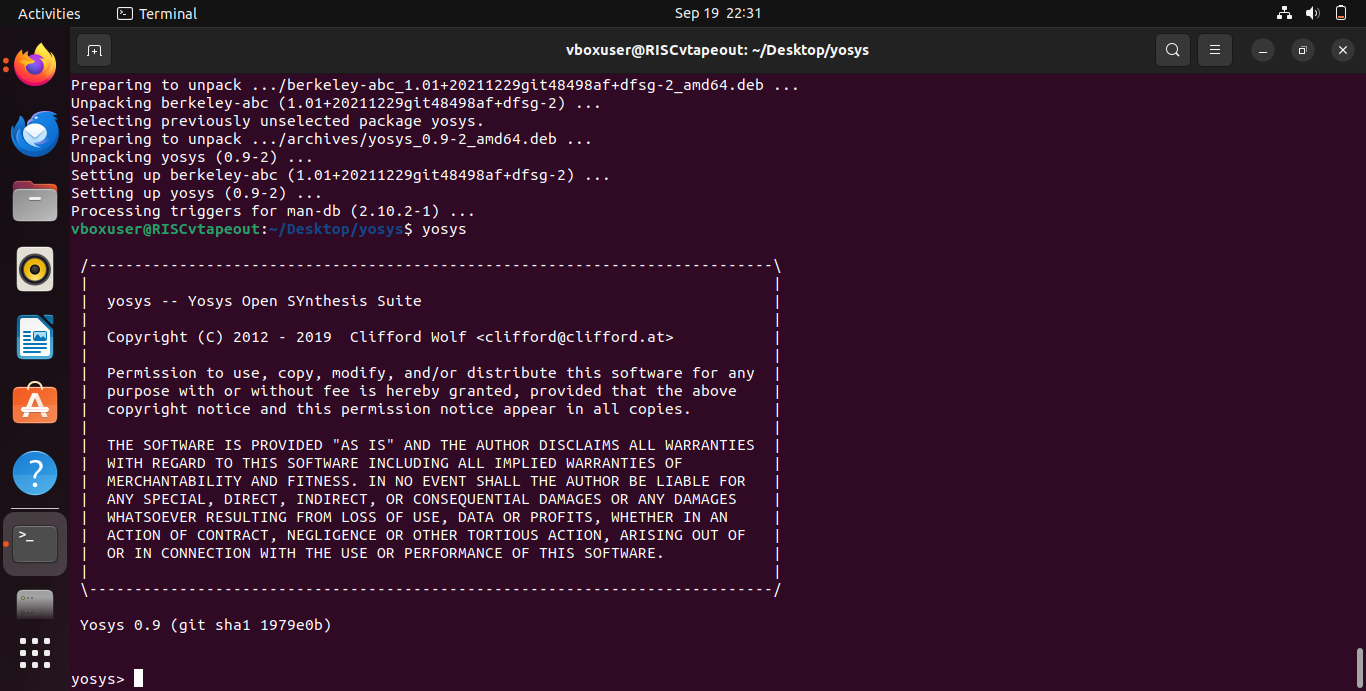 Activities
Terminal
Sep 19 22:31
vboxuser@RISCvtapeout: ~/Desktop/yosys
Preparing to unpack .../berkeley-abc_1.01+20211229git48498af+dfsg-2_amd64.deb ...
Unpacking berkeley-abc (1.01+20211229git48498af+dfsg-2) ...
Selecting previously unselected package yosys.
Preparing to unpack .../archives/yosys_0.9-2_amd64.deb ...
Unpacking yosys (0.9-2) ...
Setting up berkeley-abc (1.01+20211229git48498af+dfsg-2) ...
Setting up yosys (0.9-2) ...
Processing triggers for man-db (2.10.2-1) ...
vboxuser@RISCvtapeout:~/Desktop/yosys$ yosys
/----------------------------------------------------------------------------\
|                                                                            |
|  yosys -- Yosys Open SYnthesis Suite                                       |
|                                                                            |
|  Copyright (C) 2012 - 2019  Clifford Wolf <clifford@clifford.at>           |
|                                                                            |
|  Permission to use, copy, modify, and/or distribute this software for any  |
|  purpose with or without fee is hereby granted, provided that the above    |
|  copyright notice and this permission notice appear in all copies.         |
|                                                                            |
|  THE SOFTWARE IS PROVIDED "AS IS" AND THE AUTHOR DISCLAIMS ALL WARRANTIES  |
|  WITH REGARD TO THIS SOFTWARE INCLUDING ALL IMPLIED WARRANTIES OF          |
|  MERCHANTABILITY AND FITNESS. IN NO EVENT SHALL THE AUTHOR BE LIABLE FOR   |
|  ANY SPECIAL, DIRECT, INDIRECT, OR CONSEQUENTIAL DAMAGES OR ANY DAMAGES    |
|  WHATSOEVER RESULTING FROM LOSS OF USE, DATA OR PROFITS, WHETHER IN AN     |
|  ACTION OF CONTRACT, NEGLIGENCE OR OTHER TORTIOUS ACTION, ARISING OUT OF   |
|  OR IN CONNECTION WITH THE USE OR PERFORMANCE OF THIS SOFTWARE.            |
|                                                                            |
\----------------------------------------------------------------------------/
Yosys 0.9 (git sha1 1979e0b)
yosys>